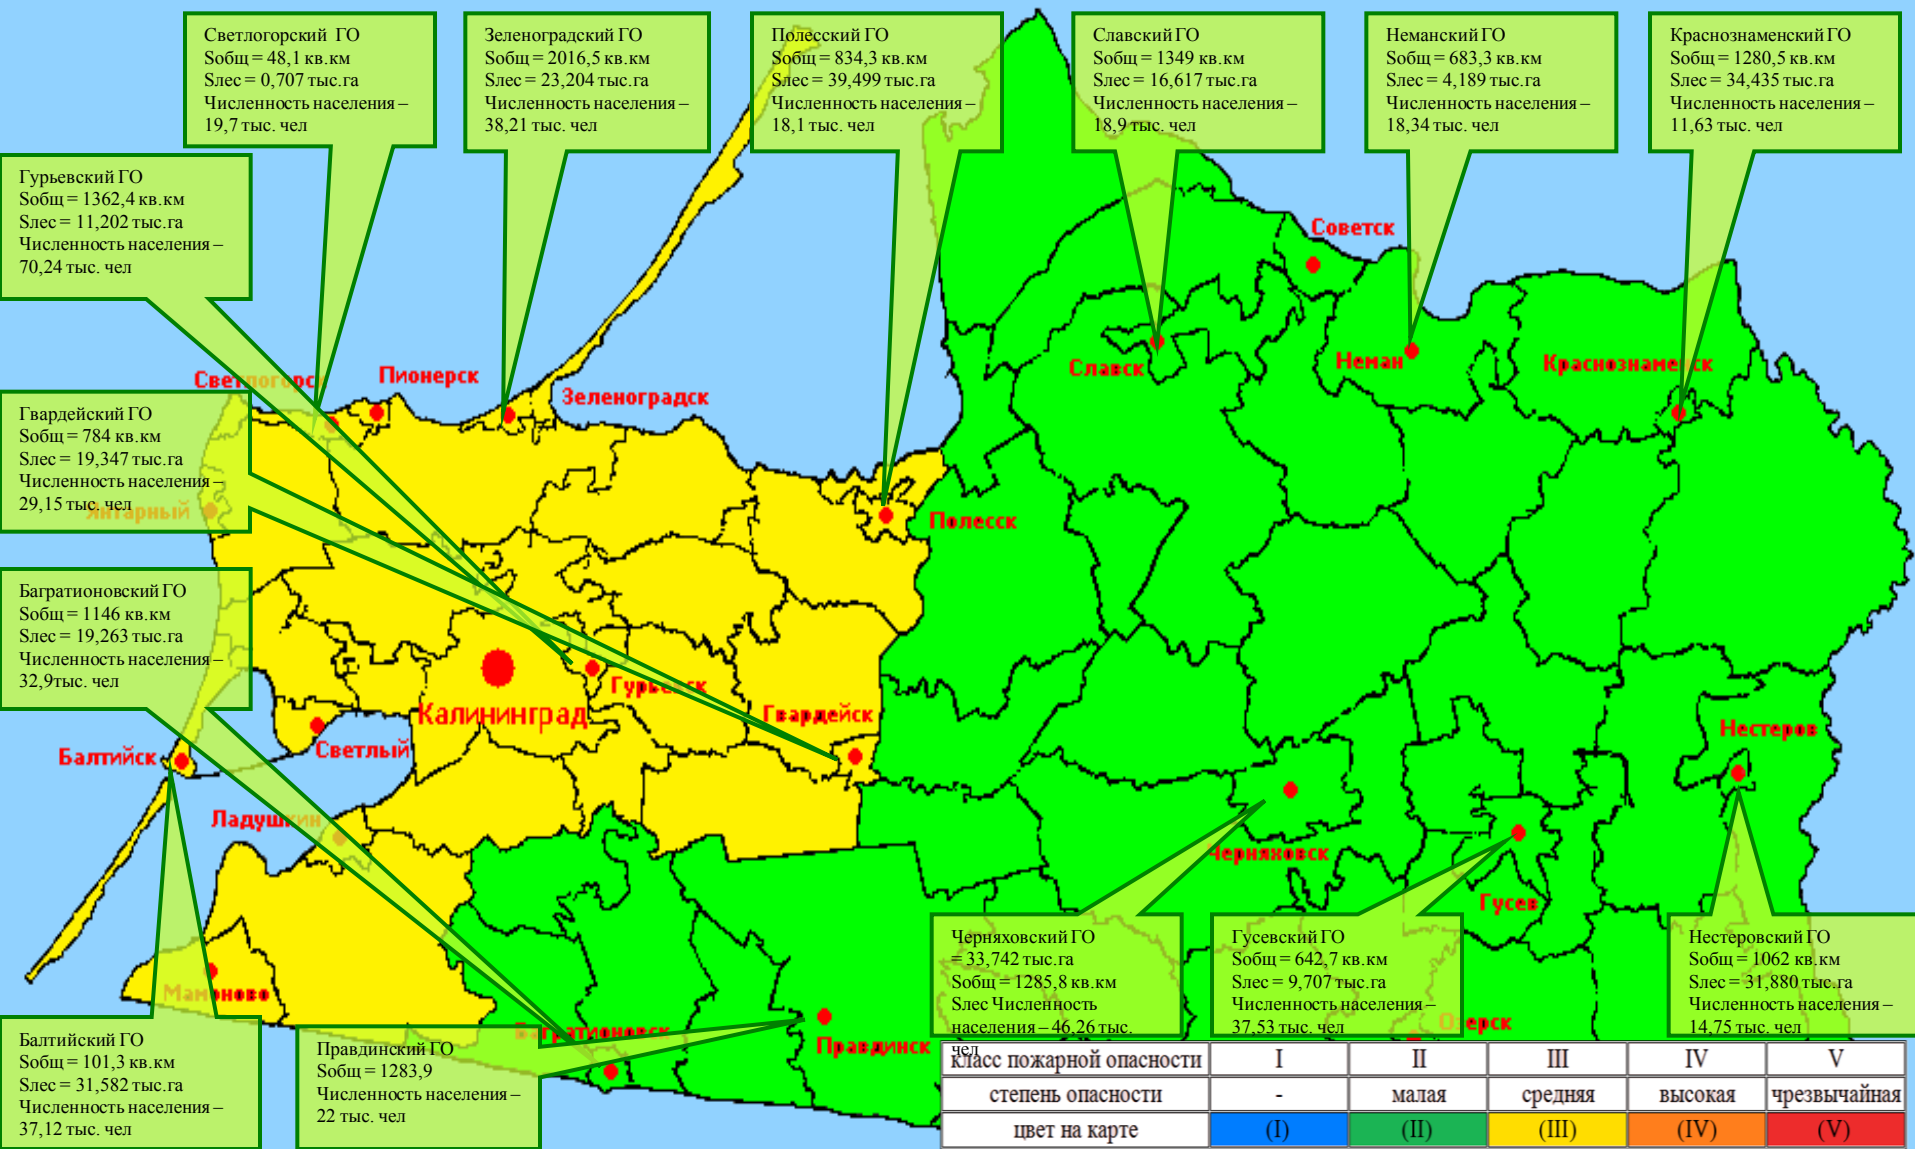 Светлогорский ГО
Sобщ = 48,1 кв.км
Sлес = 0,707 тыс.га
Численность населения –
19,7 тыс. чел
Зеленоградский ГО
Sобщ = 2016,5 кв.км
Sлес = 23,204 тыс.га
Численность населения -
38,21 тыс. чел
Полесский ГО
Sобщ = 834,3 кв.км
Sлес = 39,499 тыс.га
Численность населения –
18,1 тыс. чел
Славский ГО
Sобщ = 1349 кв.км
Sлес = 16,617 тыс.га
Численность населения –
18,9 тыс. чел
Неманский ГО
Sобщ = 683,3 кв.км
Sлес = 4,189 тыс.га
Численность населения –
18,34 тыс. чел
Краснознаменский ГО
Sобщ = 1280,5 кв.км
Sлес = 34,435 тыс.га
Численность населения –
11,63 тыс. чел
Гурьевский ГО
Sобщ = 1362,4 кв.км
Sлес = 11,202 тыс.га
Численность населения –
70,24 тыс. чел
Советск
Славск
Неман
Краснознаменск
Светлогорск
Пионерск
Зеленоградск
Гвардейский ГО
Sобщ = 784 кв.км
Sлес = 19,347 тыс.га
Численность населения –
29,15 тыс. чел
Янтарный
Полесск
Багратионовский ГО
Sобщ = 1146 кв.км
Sлес = 19,263 тыс.га
Численность населения –
32,9тыс. чел
Гурьевск
Калининград
Гвардейск
Светлый
Балтийск
Нестеров
Ладушкин
Черняховск
Гусев
Мамоново
Черняховский ГО
= 33,742 тыс.га
Sобщ = 1285,8 кв.км
Sлес Численность
населения – 46,26 тыс.
чел
Гусевский ГО
Sобщ = 642,7 кв.км
Sлес = 9,707 тыс.га
Численность населения –
37,53 тыс. чел
Озерск
Нестеровский ГО
Sобщ = 1062 кв.км
Sлес = 31,880 тыс.га
Численность населения –
14,75 тыс. чел
Балтийский ГО
Sобщ = 101,3 кв.км
Sлес = 31,582 тыс.га
Численность населения –
37,12 тыс. чел
Правдинский ГО
Sобщ = 1283,9
Численность населения –
22 тыс. чел
Багратионовск
Правдинск
класс пожарной опасности I II III IV V
степень опасности - малая средняя высокая чрезвычайная
цвет на карте (I) (II) (III) (IV) (V)